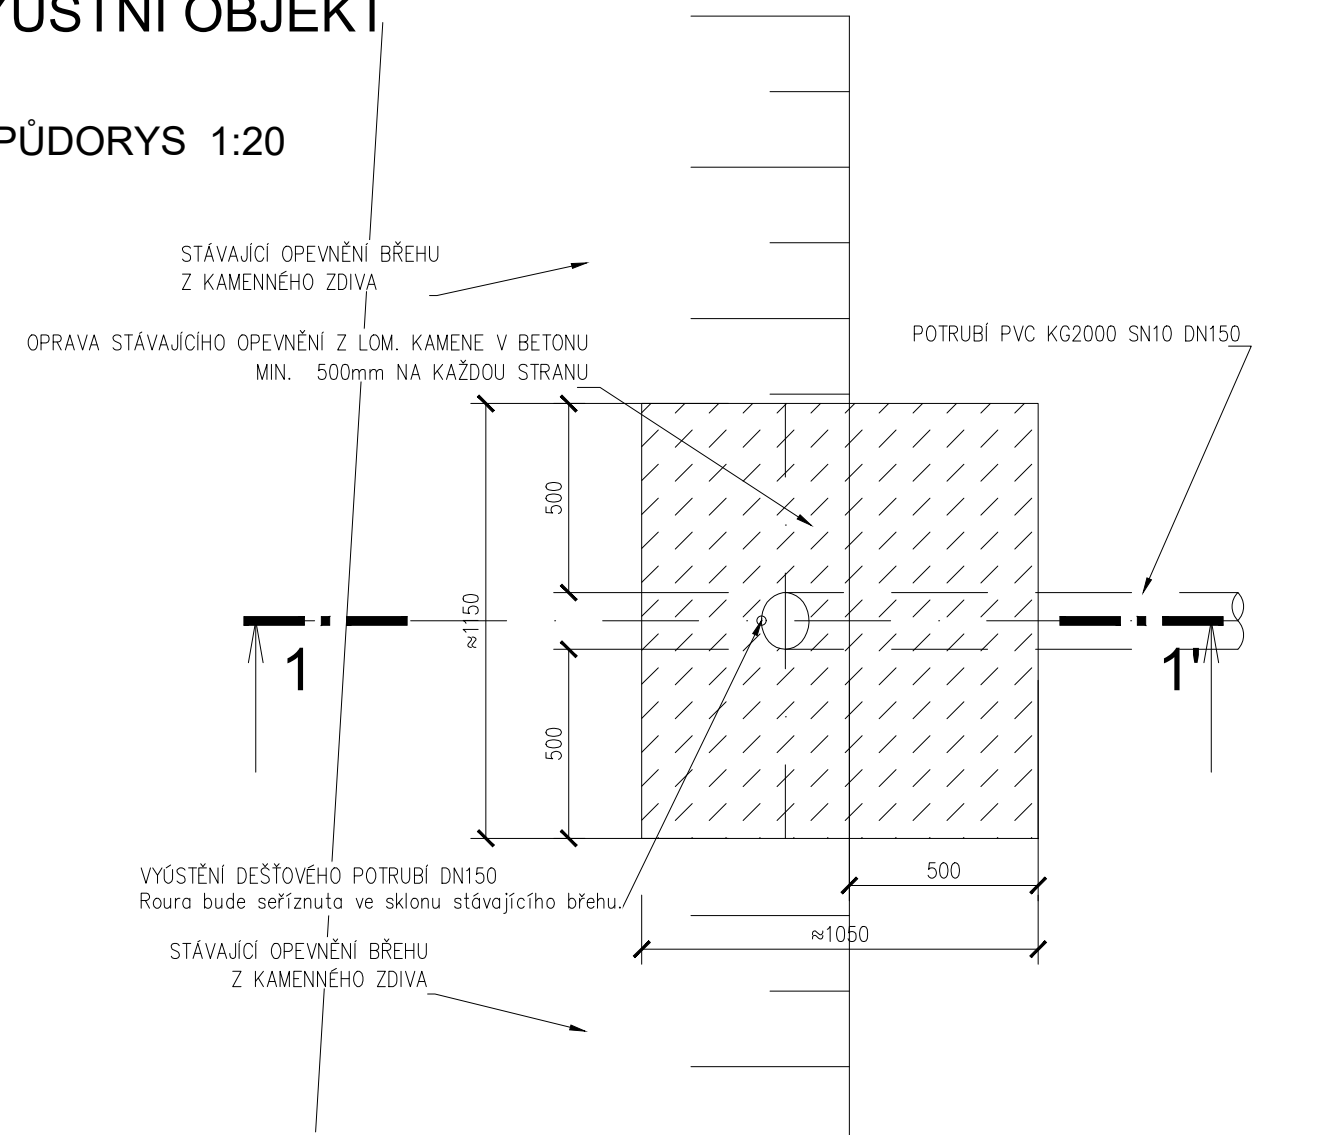 YÚSTNÍ OBJEKT
PŮDORYS 1:20
STÁVAJÍCÍ OPEVNĚNÍ BŘEHU
Z KAMENNÉHO ZDIVA
OPRAVA STÁVAJÍCÍHO OPEVNĚNÍ Z LOM. KAMENE V BETONU
MIN. 500mm NA KAŽDOU STRANU
POTRUBÍ PVC KG2000 SN10 DN150
500
≈1150
1
1'
500
VYÚSTĚNÍ DEŠŤOVÉHO POTRUBÍ DN150
Roura bude seříznuta ve sklonu stávajícího břehu.
500
≈1050
STÁVAJÍCÍ OPEVNĚNÍ BŘEHU
Z KAMENNÉHO ZDIVA